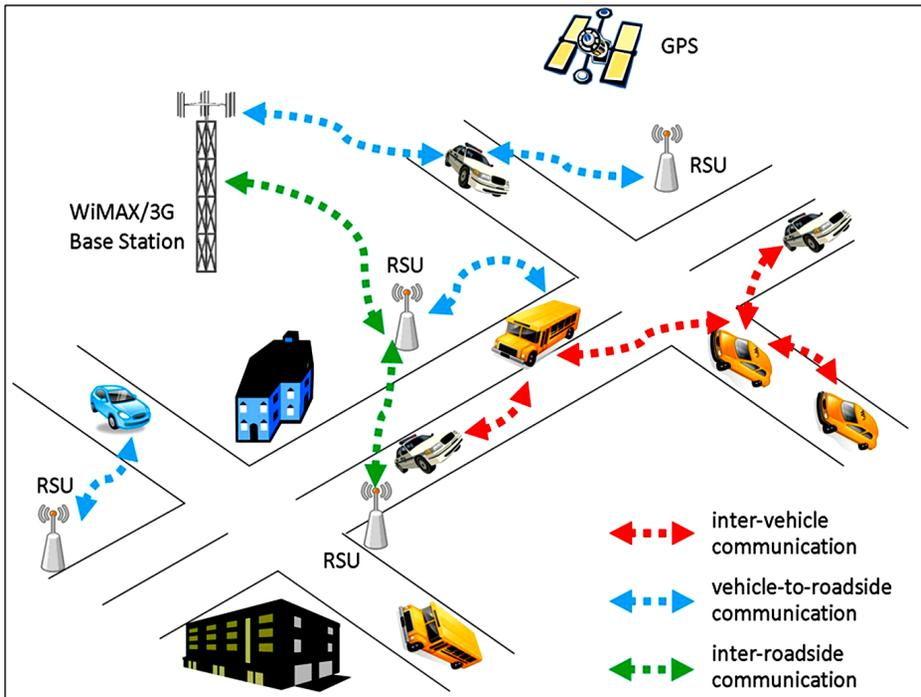 GPS
RSU
WiMAX/3G
Base Station
RSU
RSU
RSU
inter-vehicle
communication
vehicle-to-roadside
communication
inter-roadside
communication